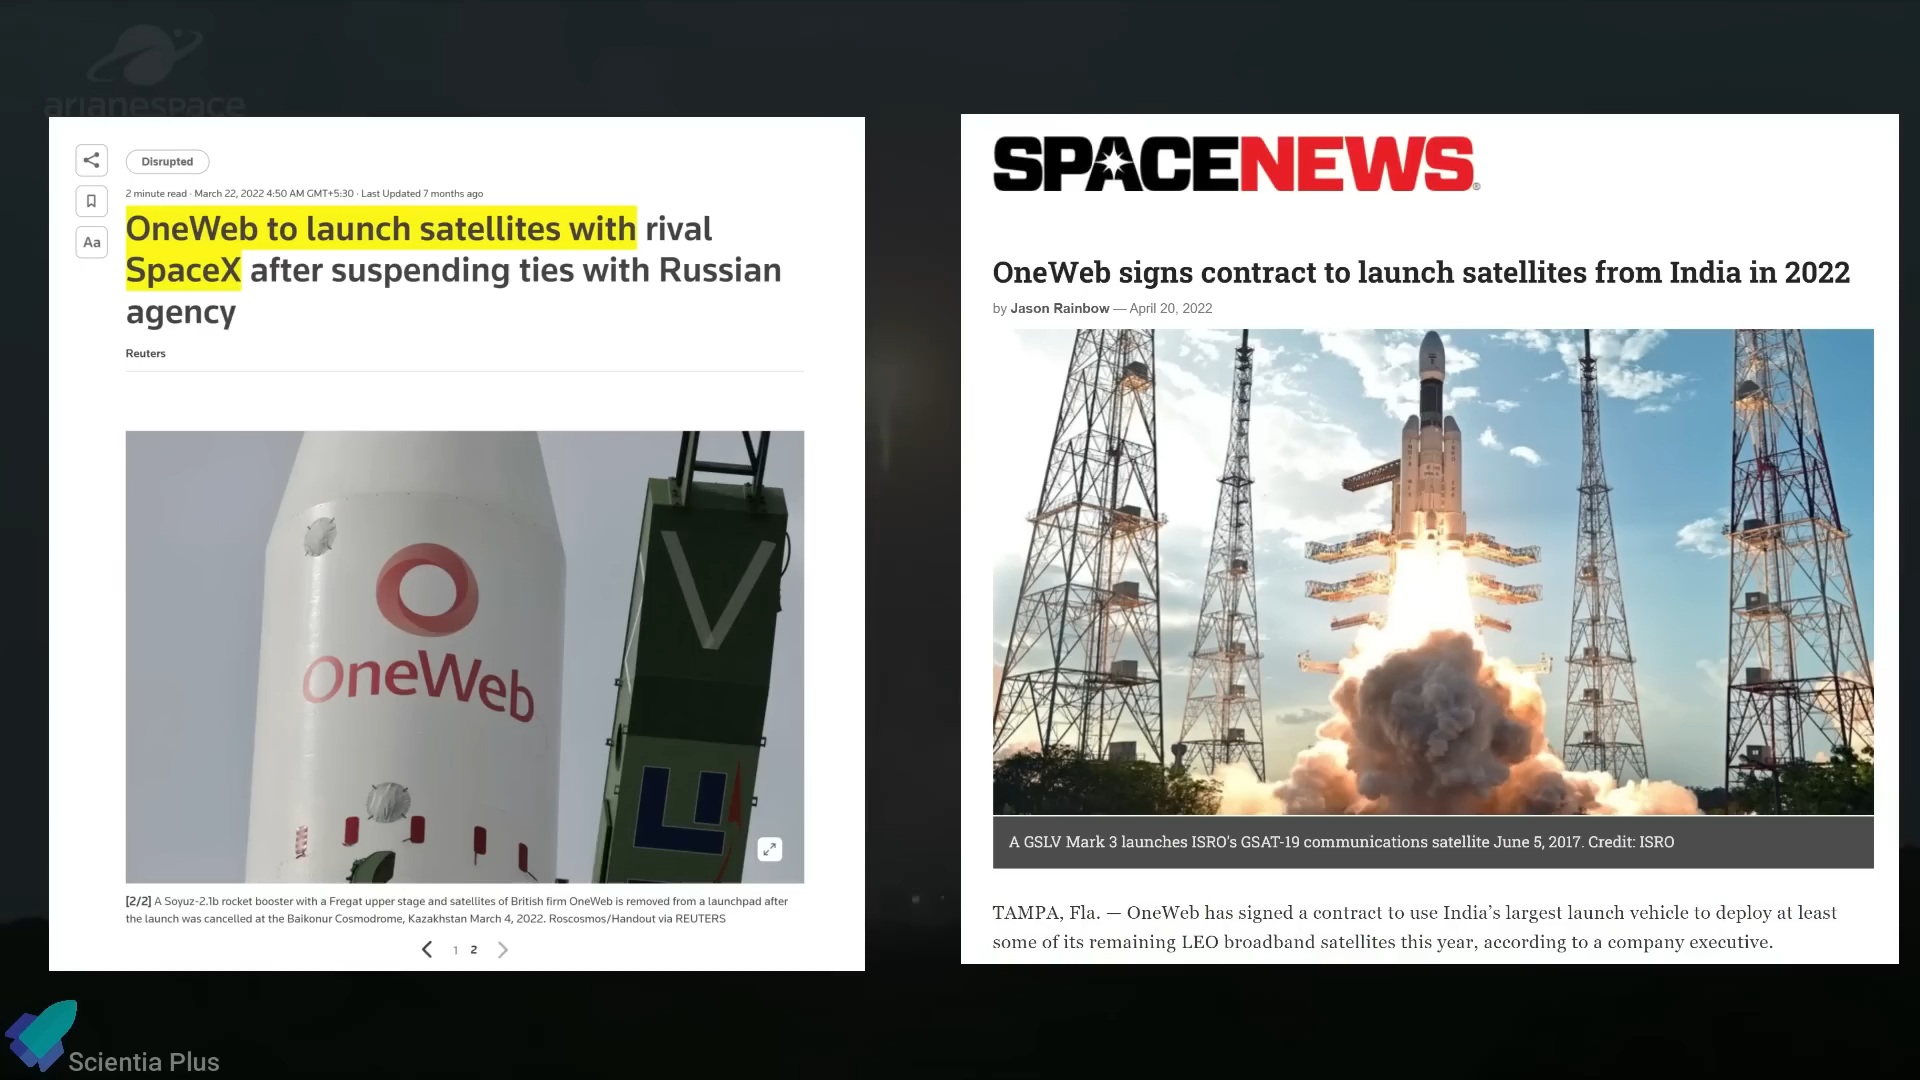 arianespace
Disrupted
2 minute read · March 22, 2022 4:50 AM GMT+5:30 · Last Updated 7 months ago
Aa
OneWeb to launch satellites with rival
SpaceX after suspending ties with Russian
agency
Reuters
OneWeb
V
[2/2] A Soyuz-2.1b rocket booster with a Fregat upper stage and satellites of British firm OneWeb is removed from a launchpad after
the launch was cancelled at the Baikonur Cosmodrome, Kazakhstan March 4, 2022. Roscosmos/Handout via REUTERS
1 2
SPACENEWS®
OneWeb signs contract to launch satellites from India in 2022
by Jason Rainbow — April 20, 2022
A GSLV Mark 3 launches ISRO's GSAT-19 communications satellite June 5, 2017. Credit: ISRO
TAMPA, Fla. — OneWeb has signed a contract to use India's largest launch vehicle to deploy at least
some of its remaining LEO broadband satellites this year, according to a company executive.
Scientia Plus